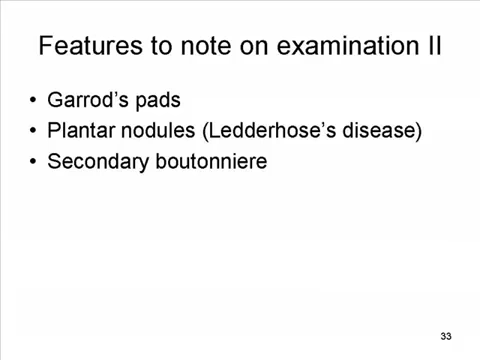 Features to note on examination II
• Garrod's pads
• Plantar nodules (Ledderhose's disease)
• Secondary boutonniere
33